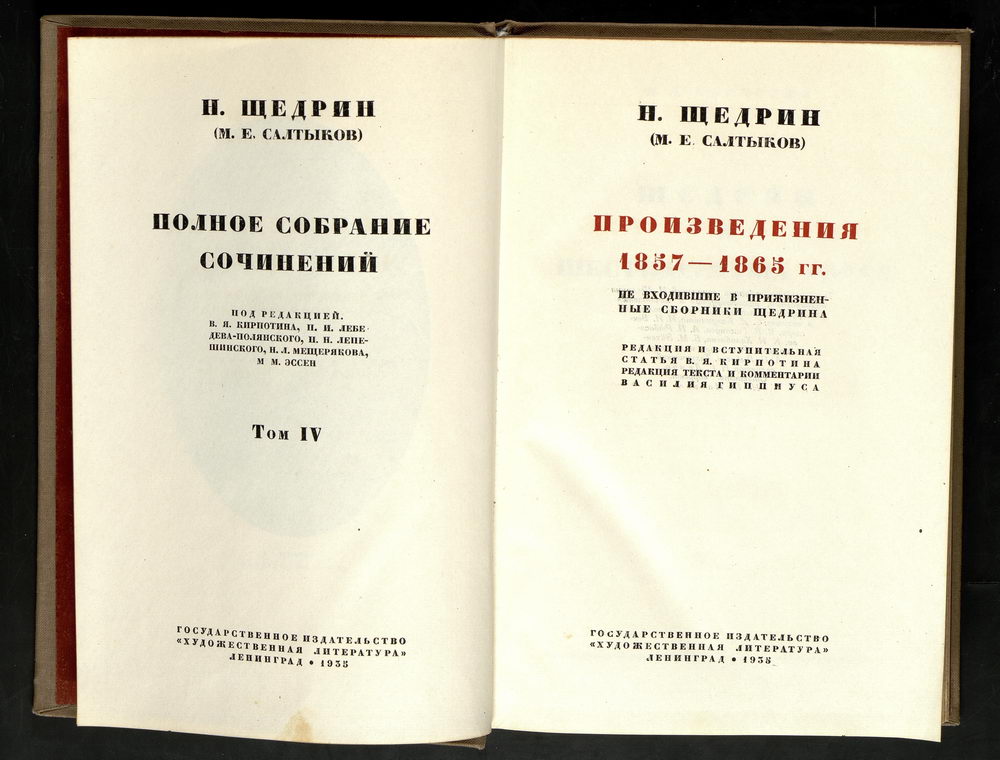 Н. ЩЕДРИН
(М. Е. САЛТЫКОВ)
ПОЛНОЕ СОБРАНИЕ
СОЧИНЕНИЙ
ПОД РЕДАКЦИЕЙ.
В. Я. КИРПОТИНА, П. И. ЛЕБЕ
ДЕВА-ПОЛЯНСКОГО, П. Н. ЛЕПЕ-
ШИНСКОГО, Н. Л. МЕЩЕРЯКОВА,
М М. ЭССЕН
Том IV
ГОСУДАРСТВЕННОЕ ИЗДАТЕЛЬСТВО
«ХУДОЖЕСТВЕННАЯ ЛИТЕРАТУРА»
ЛЕНИНГРАД • 1935
Н. ЩЕДРИН
(М. Е. САЛТЫКОВ)
ПРОИЗВЕДЕНИЯ
1857—1865 гг.
НЕ ВХОДИВШИЕ В ПРИЖИЗНЕН-
НЫЕ СБОРНИКИ ЩЕДРИНА
РЕДАКЦИЯ И ВСТУПИТЕЛЬНАЯ
СТАТЬЯ В. Я. КИРПОТИНА
РЕДАКЦИЯ ТЕКСТА И КОММЕНТАРИИ
ВАСИЛИЯ ГИППИУСА
ГОСУДАРСТВЕННОЕ ИЗДАТЕЛЬСТВО
«ХУДОЖЕСТВЕННАЯ ЛИТЕРАТУРА»
ЛЕНИНГРАД • 1935